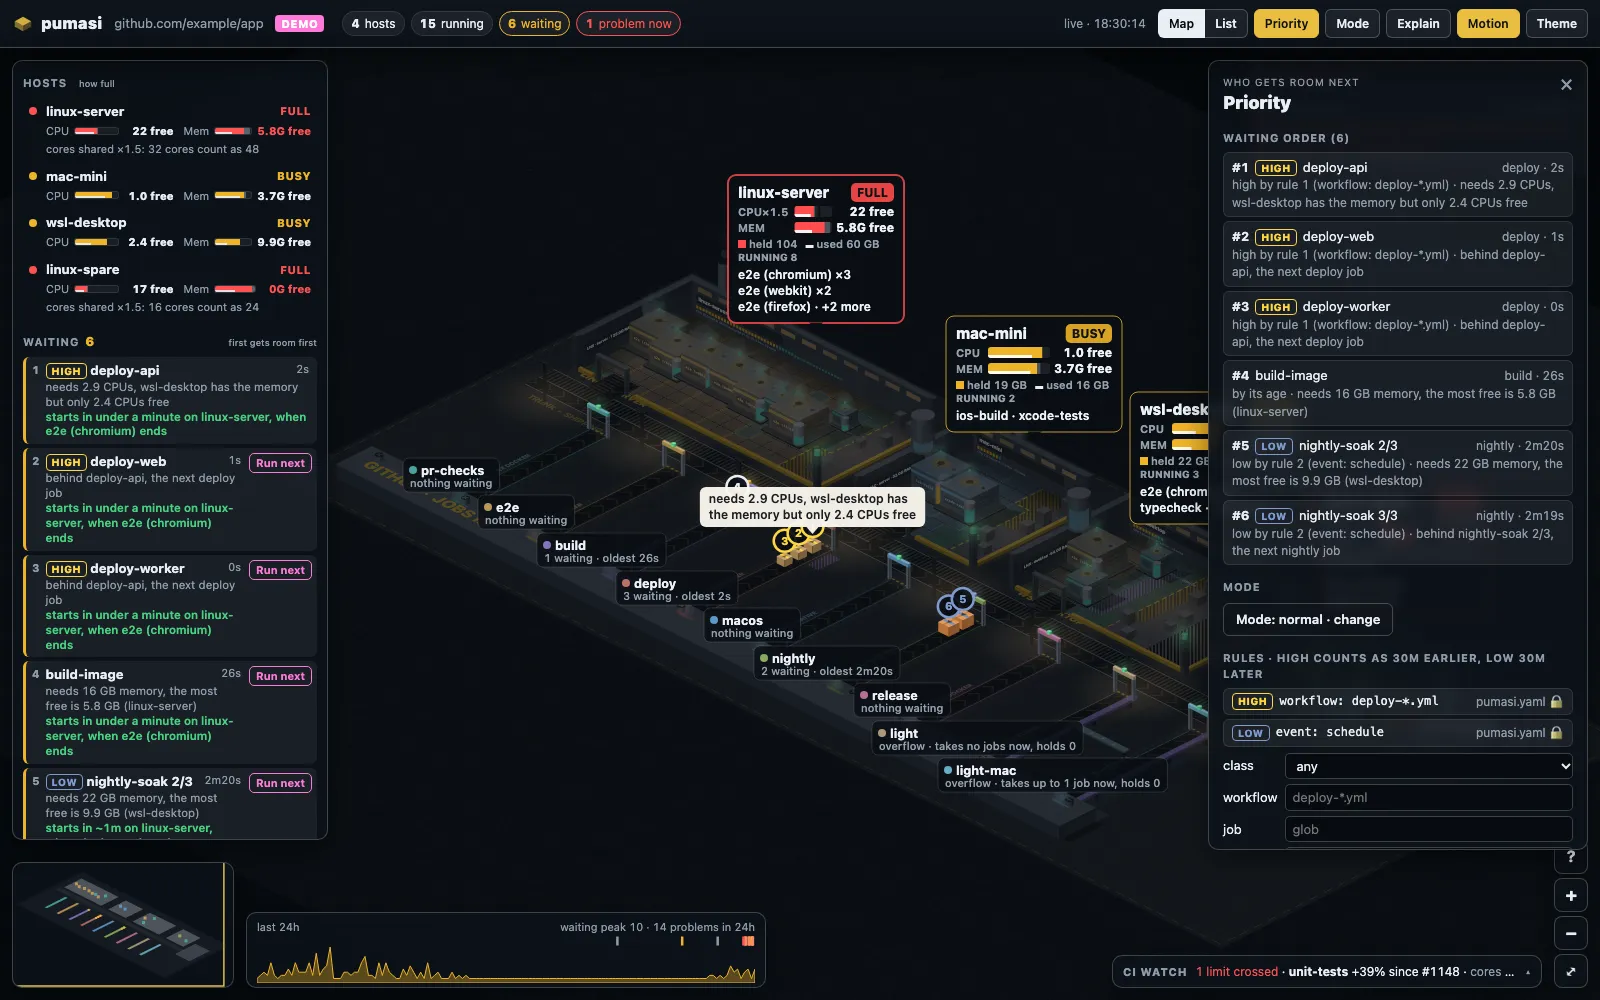 pumasi github.com/example/app DEMO 4 hosts 15 running 6 waiting 1 problem now live · 18:30:14 Map List Priority Mode Explain Motion Theme
HOSTS how full
linux-server FULL
CPU 22 free Mem 5.8G free
cores shared ×1.5: 32 cores count as 48
mac-mini BUSY
CPU 1.0 free Mem 3.7G free
wsl-desktop BUSY
CPU 2.4 free Mem 9.9G free
linux-spare FULL
CPU 17 free Mem 0G free
cores shared ×1.5: 16 cores count as 24
WAITING 6 first gets room first
1 HIGH deploy-api 2s
needs 2.9 CPUs, wsl-desktop has the memory
but only 2.4 CPUs free
starts in under a minute on linux-server, when
e2e (chromium) ends
2 HIGH deploy-web 1s Run next
behind deploy-api, the next deploy
job
starts in under a minute on linux-
server, when e2e (chromium)
ends
3 HIGH deploy-worker 0s Run next
behind deploy-api, the next deploy
job
starts in under a minute on linux-
server, when e2e (chromium)
ends
4 build-image 26s Run next
needs 16 GB memory, the most
free is 5.8 GB (linux-server)
starts in under a minute on linux-
server, when e2e (chromium)
ends
5 LOW nightly-soak 2/3 2m20s Run next
needs 22 GB memory, the most
free is 9.9 GB (wsl-desktop)
starts in ~1m on linux-server,
linux-server FULL
CPU×1.5 22 free
MEM 5.8G free
held 104 used 60 GB
RUNNING 8
e2e (chromium) ×3
e2e (webkit) ×2
e2e (firefox) · +2 more
mac-mini BUSY
CPU 1.0 free
MEM 3.7G free
held 19 GB used 16 GB
RUNNING 2
ios-build · xcode-tests
wsl-desk
CPU
MEM
held 22 GB
RUNNING 3
e2e (chrom
typecheck ·
GITHUB JOBS
pr-checks
nothing waiting
e2e
nothing waiting
build
1 waiting · oldest 26s
deploy
3 waiting · oldest 2s
macos
nothing waiting
nightly
2 waiting · oldest 2m20s
release
nothing waiting
light
overflow · takes no jobs now, holds 0
light-mac
overflow · takes up to 1 job now, holds 0
needs 2.9 CPUs, wsl-desktop has
the memory but only 2.4 CPUs free
3 2
6 5
WHO GETS ROOM NEXT
Priority
WAITING ORDER (6)
#1 HIGH deploy-api deploy · 2s
high by rule 1 (workflow: deploy-*.yml) · needs 2.9 CPUs,
wsl-desktop has the memory but only 2.4 CPUs free
#2 HIGH deploy-web deploy · 1s
high by rule 1 (workflow: deploy-*.yml) · behind deploy-
api, the next deploy job
#3 HIGH deploy-worker deploy · 0s
high by rule 1 (workflow: deploy-*.yml) · behind deploy-
api, the next deploy job
#4 build-image build · 26s
by its age · needs 16 GB memory, the most free is 5.8 GB
(linux-server)
#5 LOW nightly-soak 2/3 nightly · 2m20s
low by rule 2 (event: schedule) · needs 22 GB memory, the
most free is 9.9 GB (wsl-desktop)
#6 LOW nightly-soak 3/3 nightly · 2m19s
low by rule 2 (event: schedule) · behind nightly-soak 2/3,
the next nightly job
MODE
Mode: normal · change
RULES · HIGH COUNTS AS 30M EARLIER, LOW 30M
LATER
HIGH workflow: deploy-*.yml pumasi.yaml
LOW event: schedule pumasi.yaml
class any
workflow deploy-*.yml
job glob
?
+
−
last 24h waiting peak 10 · 14 problems in 24h
CI WATCH 1 limit crossed · unit-tests +39% since #1148 · cores ...